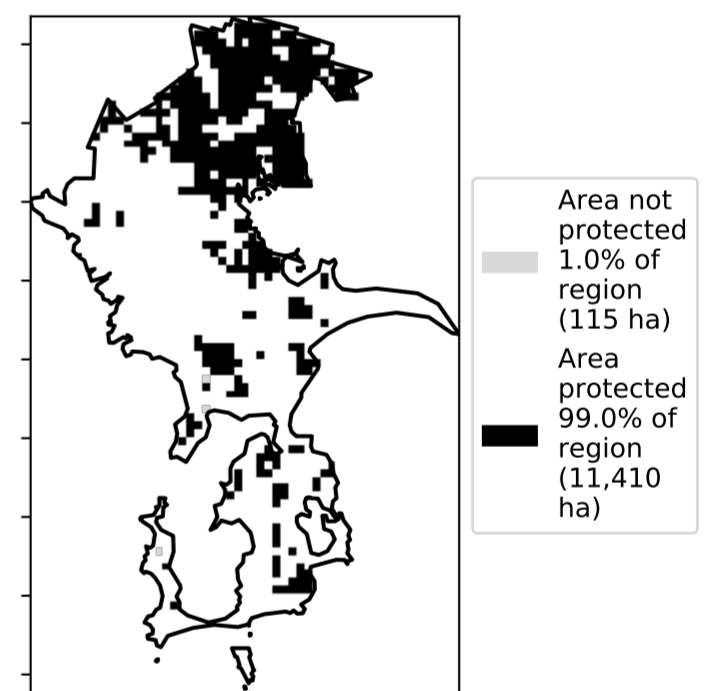 Area not
protected
1.0% of
region
(115 ha)
Area
protected
99.0% of
region
(11,410
ha)